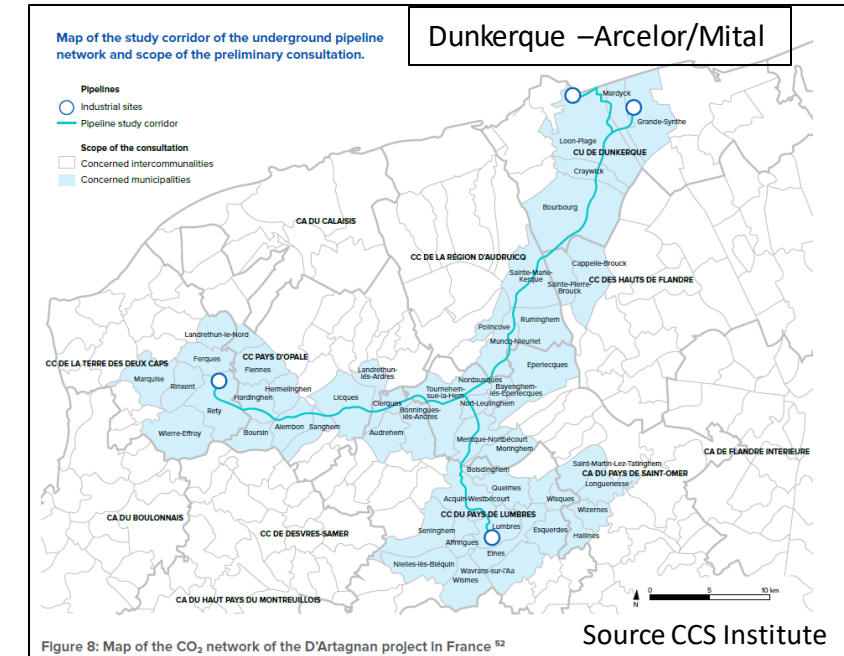 Map of the study corridor of the underground pipeline
network and scope of the preliminary consultation.
Dunkerque –Arcelor/Mital
Pipelines
Industrial sites
Pipeline study corridor
Scope of the consultation
Concerned intercommunalities
Concerned municipalities
Mardyck
Grande-Synthe
Loon-Plage
CU DE DUNKERQUE
Craywick
Bourbourg
CA DU CALAISIS
CC DE LA RÉGION D'AUDRUICQ
Cappelle-Brouck
Sainte-Marie-
Kerque
CC DES HAUTS DE FLANDRE
Sainte-Pierre-
Brouck
Ruminghem
Polincove
Muncq-Nieurlet
Landrethun-le-Nord
CC DE LA TERRE DES DEUX CAPS
Ferques
CC PAYS D'OPALE
Fiennes
Landrethun-
lès-Ardres
Eperlecques
Marquise
Rinxent
Hermelinghen
Hardinghen
Licques
Clerques
Tournehem-
sue-la-Hem
Nordausques
Bayenghem-
lès-Eperlecques
Nort-Leulinghem
Rety
Bonningues-
lès-Andres
Wierre-Effroy
Boursin
Alembon
Sanghem
Audrehem
Mentque-Nortbécourt
Moringhem
Boisdinghem
Saint-Martin-Lez-Tatinghem
CA DU PAYS DE SAINT-OMER
Longuenesse
CA DE FLANDRE INTERIEURE
Quelmes
Acquin-Westbécourt
Wisques
Wizernes
CA DU BOULONNAIS
CC DU PAYS DE LUMBRES
CC DE DESVRES-SAMER
Seninghem
Lumbres
Esquerdes
Hallines
Affringues
Elnes
Nielles-lès-Bléquin
Wavrans-sur-l'Aa
Wismes
CA DU HAUT PAYS DU MONTREUILLOIS
N
0 5 10 km
Figure 8: Map of the CO₂ network of the D'Artagnan project in France ⁵²
Source CCS Institute